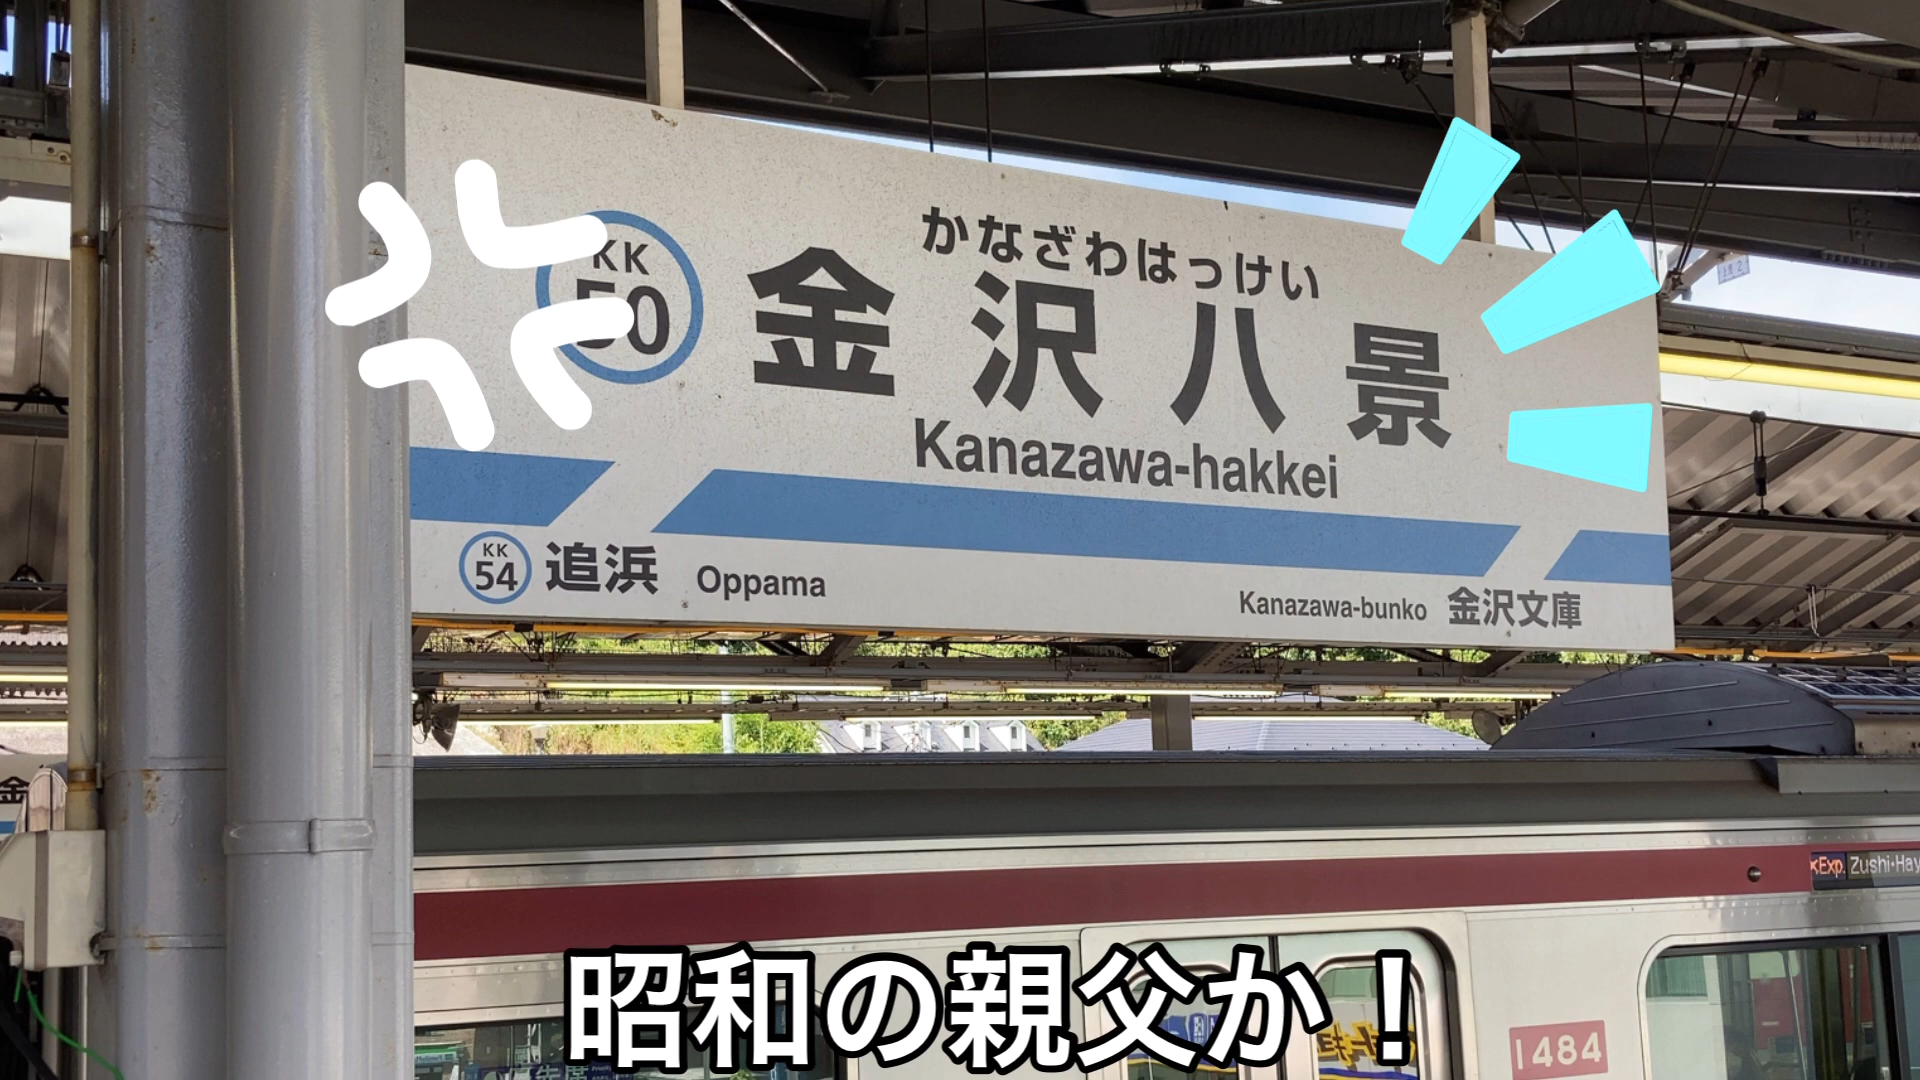 かなざわはっけい
KK
50
金沢八景
Kanazawa-hakkei
KK
54
追浜 Oppama
Kanazawa-bunko 金沢文庫
Exp. Zushi・Hay
昭和の親父か！
1484